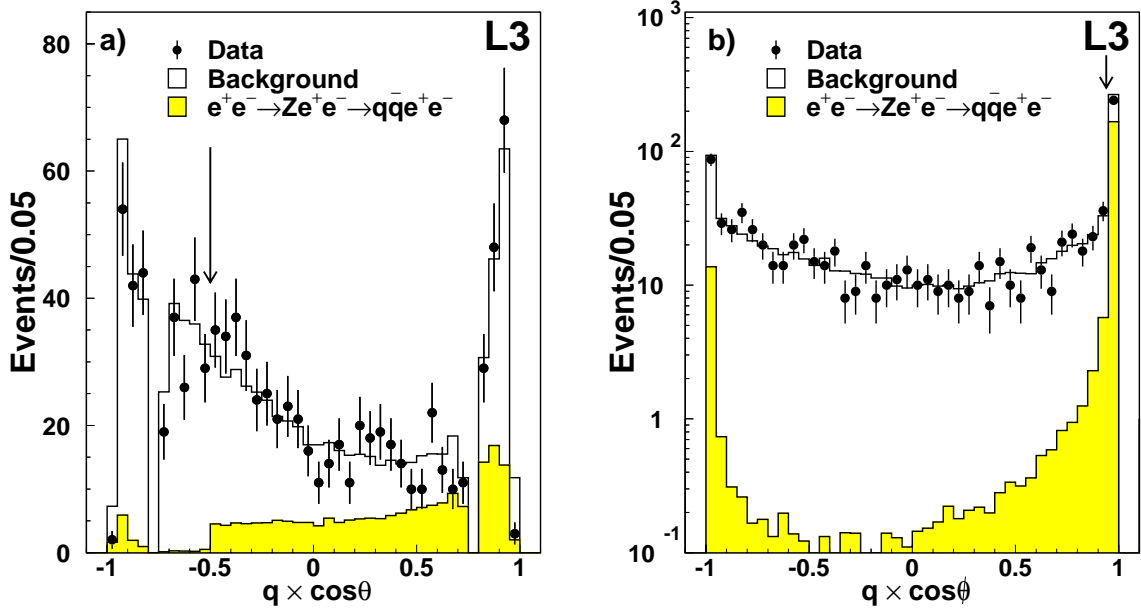 a) L3
Data
Background
e⁺e⁻→Ze⁺e⁻→qq̄e⁺e⁻
Events/0.05
80
60
40
20
0
-1 -0.5 0 0.5 1
q × cosθ
b) L3
Data
Background
e⁺e⁻→Ze⁺e⁻→qq̄e⁺e⁻
Events/0.05
10³
10²
10
1
10⁻¹
-1 -0.5 0 0.5 1
q × cosϕ